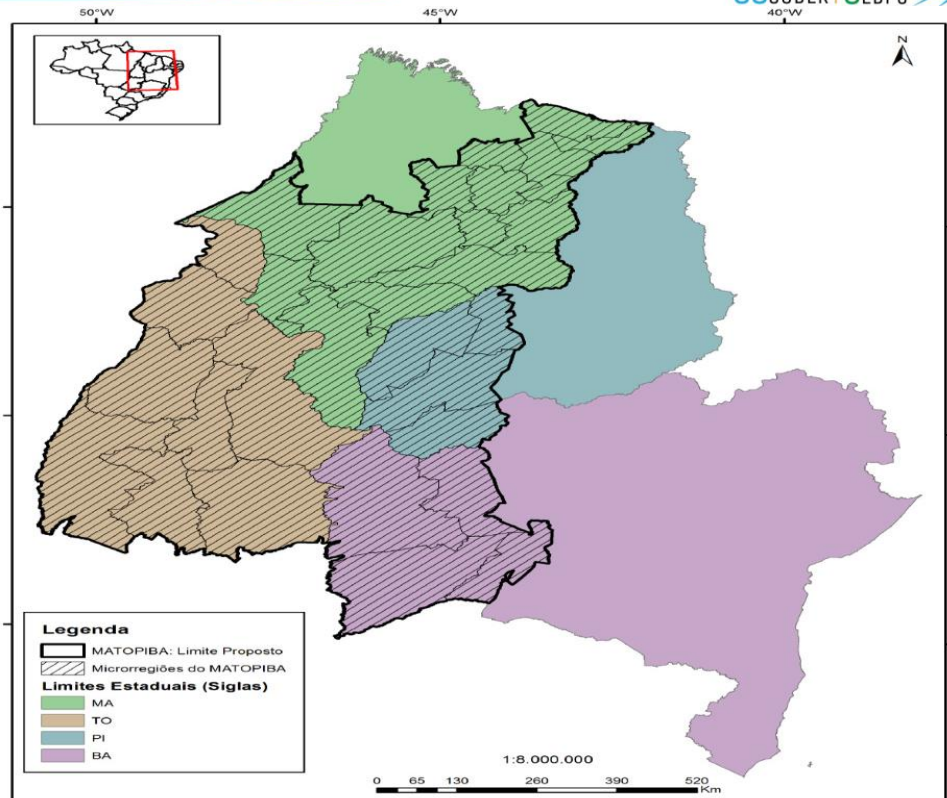 50°W 45°W 40°W
N
Legenda
MATOPIBA: Limite Proposto
Microrregiões do MATOPIBA
Limites Estaduais (Siglas)
MA
TO
PI
BA
1:8.000.000
0 65 130 260 390 520
Km